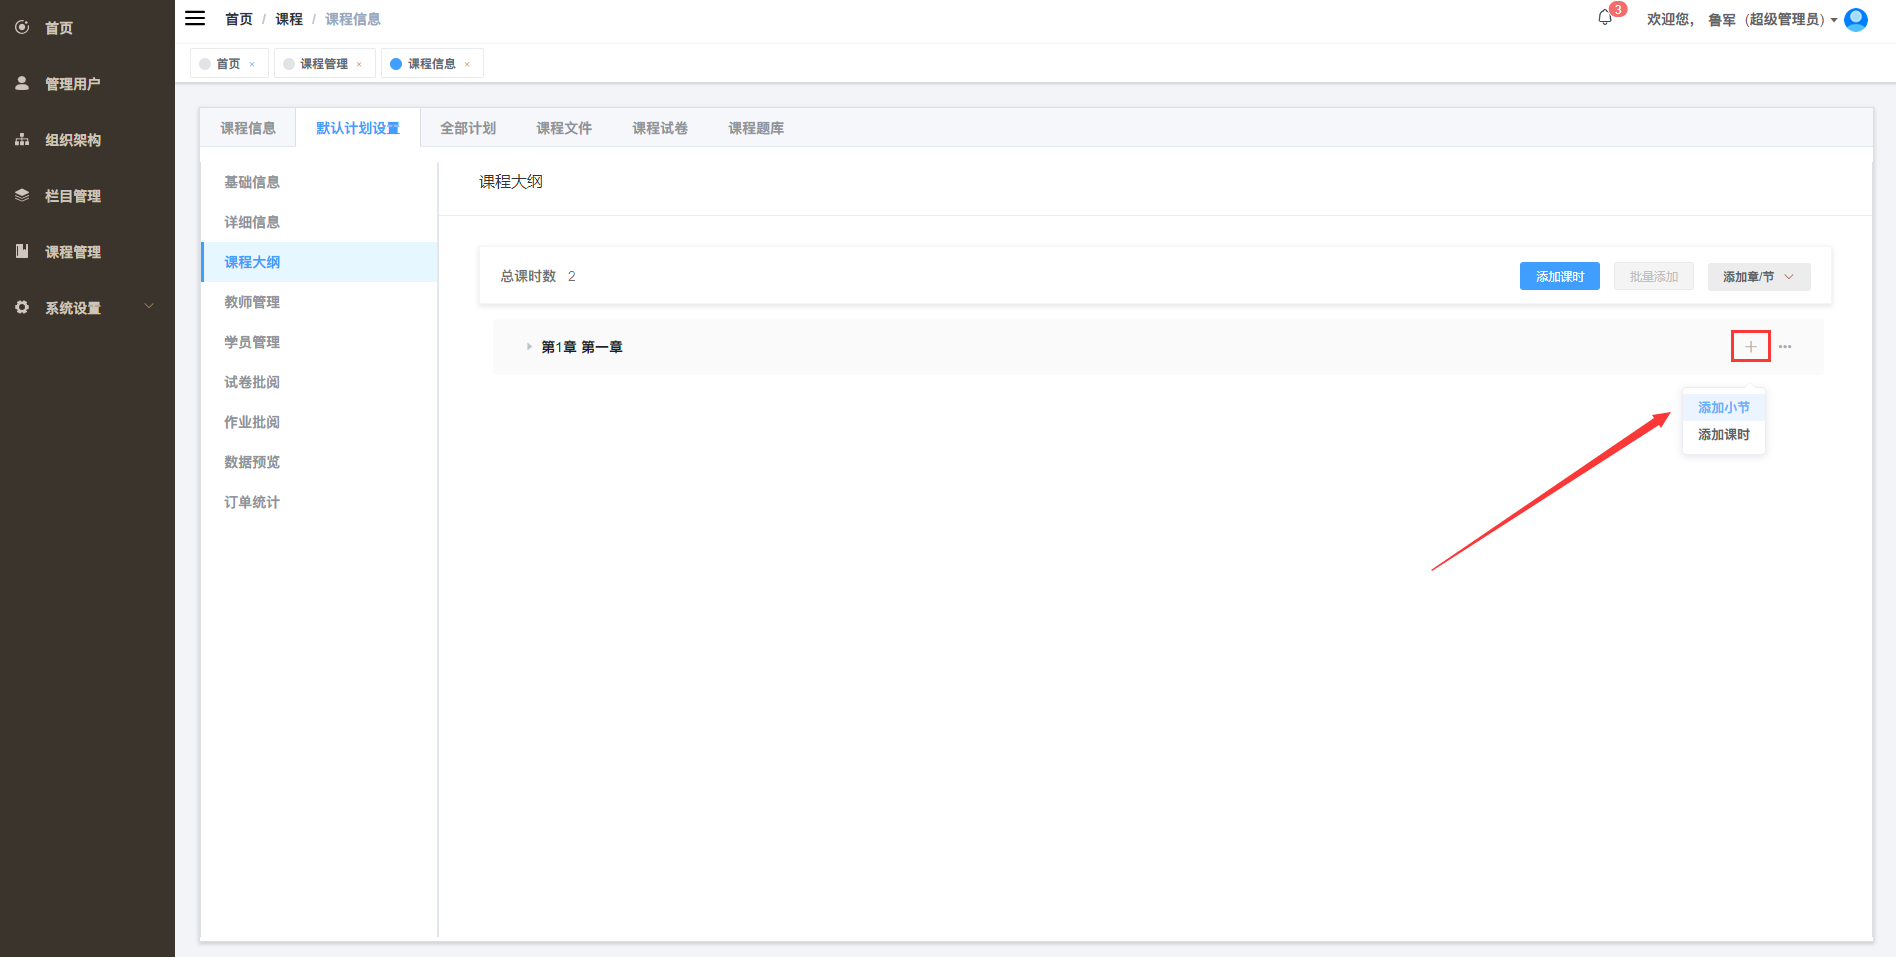 首页
管理用户
组织架构
栏目管理
课程管理
系统设置
首页 / 课程 / 课程信息
3
欢迎您， 鲁军（超级管理员）
首页 ×
课程管理 ×
课程信息 ×
课程信息
默认计划设置
全部计划
课程文件
课程试卷
课程题库
基础信息
详细信息
课程大纲
教师管理
学员管理
试卷批阅
作业批阅
数据预览
订单统计
课程大纲
总课时数 2
添加课时
批量添加
添加章/节
第1章 第一章
添加小节
添加课时